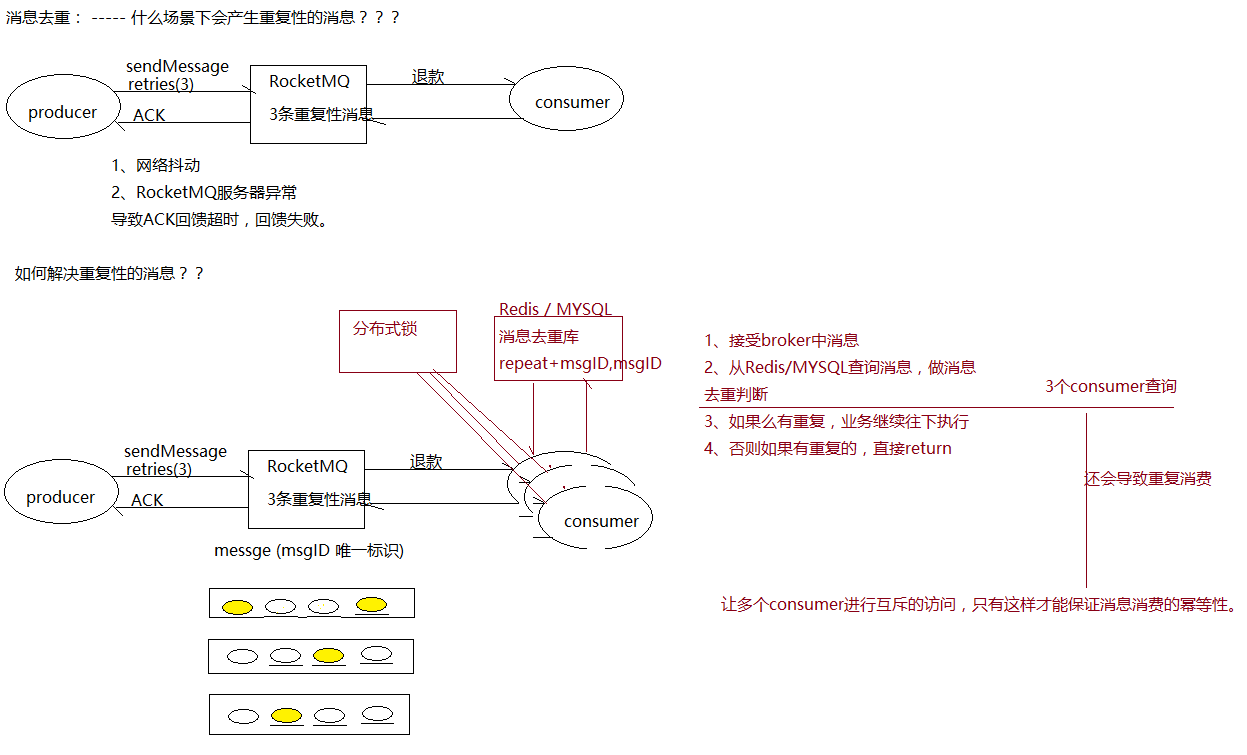 消息去重： ----- 什么场景下会产生重复性的消息？？？
sendMessage
retries(3)
RocketMQ
退款
producer
ACK
3条重复性消息
consumer
1、网络抖动
2、RocketMQ服务器异常
导致ACK回馈超时，回馈失败。
如何解决重复性的消息？？
分布式锁
Redis / MYSQL
消息去重库
repeat+msgID,msgID
1、接受broker中消息
2、从Redis/MYSQL查询消息，做消息
去重判断
3个consumer查询
3、如果么有重复，业务继续往下执行
4、否则如果有重复的，直接return
还会导致重复消费
sendMessage
retries(3)
RocketMQ
退款
producer
ACK
3条重复性消息
consumer
messge (msgID 唯一标识)
让多个consumer进行互斥的访问，只有这样才能保证消息消费的幂等性。